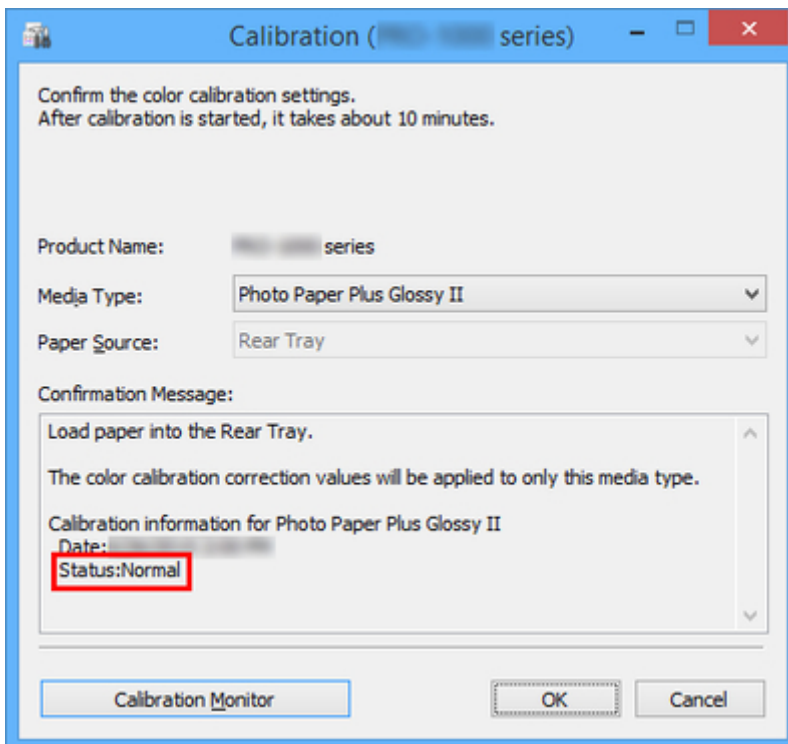 Calibration ( series)
Confirm the color calibration settings.
After calibration is started, it takes about 10 minutes.
Product Name: series
Media Type: Photo Paper Plus Glossy II
Paper Source: Rear Tray
Confirmation Message:
Load paper into the Rear Tray.
The color calibration correction values will be applied to only this media type.
Calibration information for Photo Paper Plus Glossy II
Date:
Status:Normal
Calibration Monitor OK Cancel